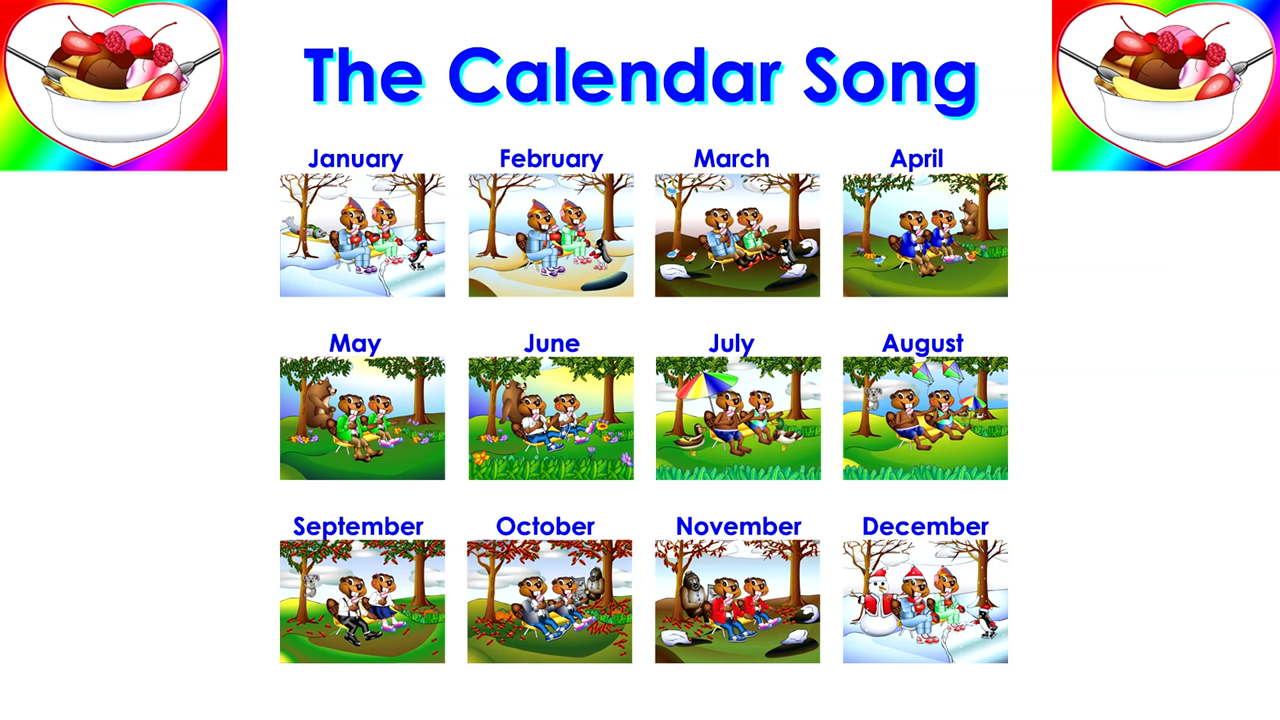 The Calendar Song
January February March April
May June July August
September October November December